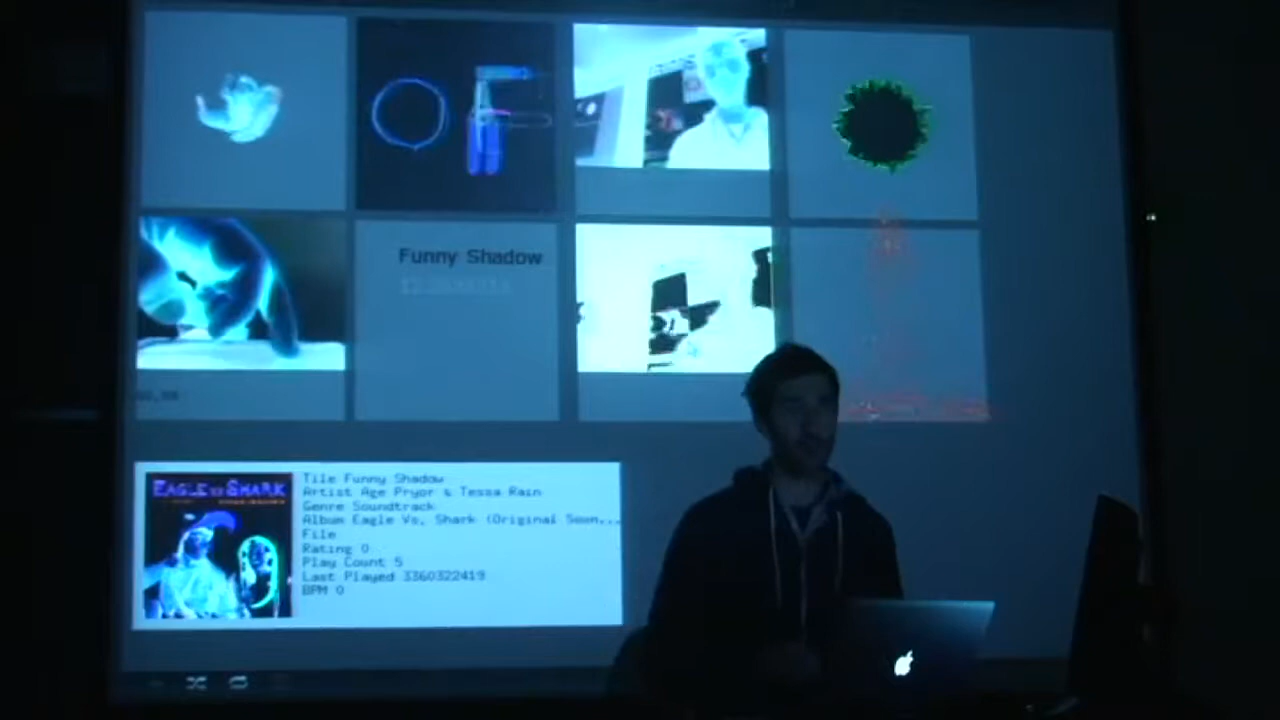 OF
Funny Shadow
EAGLE VS SHARK
Tile Funny Shadow
Artist Age Pryor & Tessa Rain
Genre Soundtrack
Album Eagle Vs. Shark (Original Soun...
File
Rating 0
Play Count 5
Last Played 3360322419
BPM 0